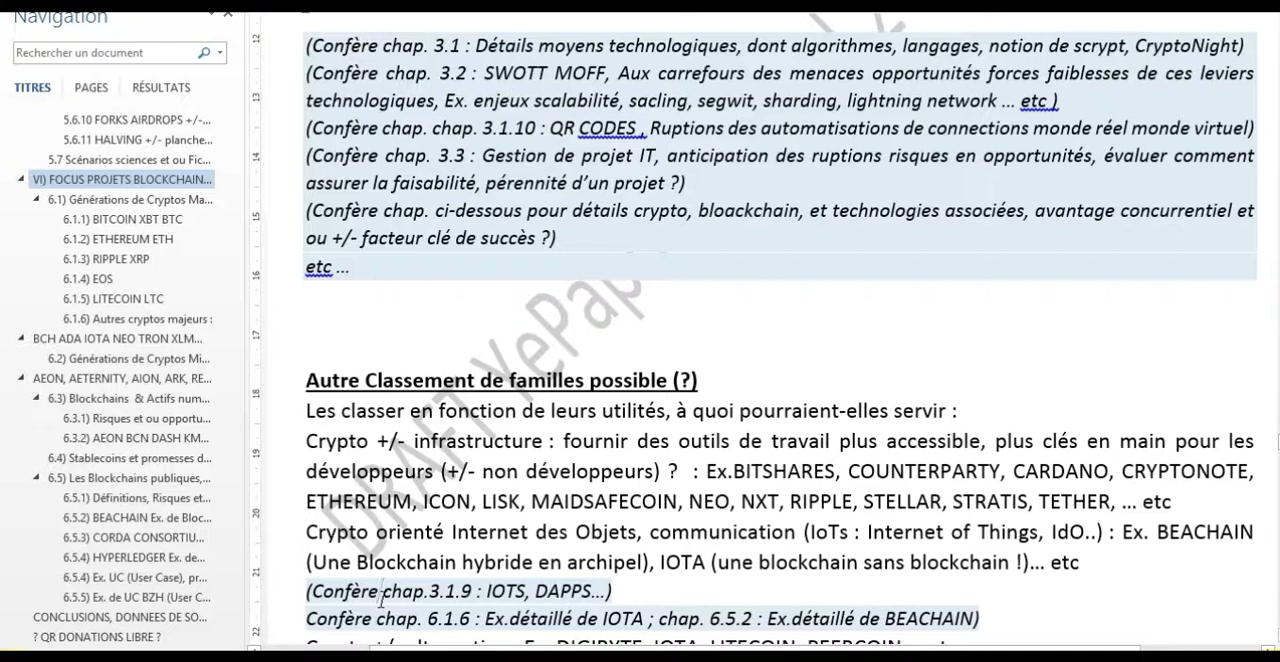 Navigation
Rechercher un document
TITRES PAGES RÉSULTATS
5.6.10 FORKS AIRDROPS +/-...
5.6.11 HALVING +/- planche...
5.7 Scénarios sciences et ou Fic...
VI) FOCUS PROJETS BLOCKCHAIN...
6.1) Générations de Cryptos Ma...
6.1.1) BITCOIN XBT BTC
6.1.2) ETHEREUM ETH
6.1.3) RIPPLE XRP
6.1.4) EOS
6.1.5) LITECOIN LTC
6.1.6) Autres cryptos majeurs :
BCH ADA IOTA NEO TRON XLM...
6.2) Générations de Cryptos Mi...
AEON, AETERNITY, AION, ARK, RE...
6.3) Blockchains & Actifs num...
6.3.1) Risques et ou opportu...
6.3.2) AEON BCN DASH KM...
6.4) Stablecoins et promesses d...
6.5) Les Blockchains publiques,...
6.5.1) Définitions, Risques et...
6.5.2) BEACHAIN Ex. de Bloc...
6.5.3) CORDA CONSORTIU...
6.5.4) HYPERLEDGER Ex. de...
6.5.4) Ex. UC (User Case), pr...
6.5.5) Ex. de UC BZH (User C...
CONCLUSIONS, DONNEES DE SO...
? QR DONATIONS LIBRE ?
12
13
14
15
16
17
18
19
20
21
22
(Confère chap. 3.1 : Détails moyens technologiques, dont algorithmes, langages, notion de scrypt, CryptoNight)
(Confère chap. 3.2 : SWOTT MOFF, Aux carrefours des menaces opportunités forces faiblesses de ces leviers
technologiques, Ex. enjeux scalabilité, sacling, segwit, sharding, lightning network ... etc )
(Confère chap. chap. 3.1.10 : QR CODES , Ruptions des automatisations de connections monde réel monde virtuel)
(Confère chap. 3.3 : Gestion de projet IT, anticipation des ruptions risques en opportunités, évaluer comment
assurer la faisabilité, pérennité d'un projet ?)
(Confère chap. ci-dessous pour détails crypto, bloackchain, et technologies associées, avantage concurrentiel et
ou +/- facteur clé de succès ?)
etc ...
DRAFT YePap
Autre Classement de familles possible (?)
Les classer en fonction de leurs utilités, à quoi pourraient-elles servir :
Crypto +/- infrastructure : fournir des outils de travail plus accessible, plus clés en main pour les
développeurs (+/- non développeurs) ? : Ex.BITSHARES, COUNTERPARTY, CARDANO, CRYPTONOTE,
ETHEREUM, ICON, LISK, MAIDSAFECOIN, NEO, NXT, RIPPLE, STELLAR, STRATIS, TETHER, ... etc
Crypto orienté Internet des Objets, communication (IoTs : Internet of Things, IdO..) : Ex. BEACHAIN
(Une Blockchain hybride en archipel), IOTA (une blockchain sans blockchain !)... etc
(Confère chap.3.1.9 : IOTS, DAPPS...)
Confère chap. 6.1.6 : Ex.détaillé de IOTA ; chap. 6.5.2 : Ex.détaillé de BEACHAIN)